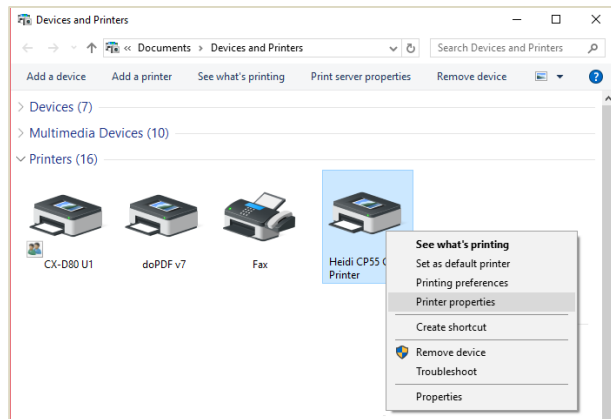 Devices and Printers
« Documents > Devices and Printers
Search Devices and Printers
Add a device Add a printer See what's printing Print server properties Remove device
Devices (7)
Multimedia Devices (10)
Printers (16)
CX-D80 U1
doPDF v7
Fax
Heidi CP55
Printer
See what's printing
Set as default printer
Printing preferences
Printer properties
Create shortcut
Remove device
Troubleshoot
Properties